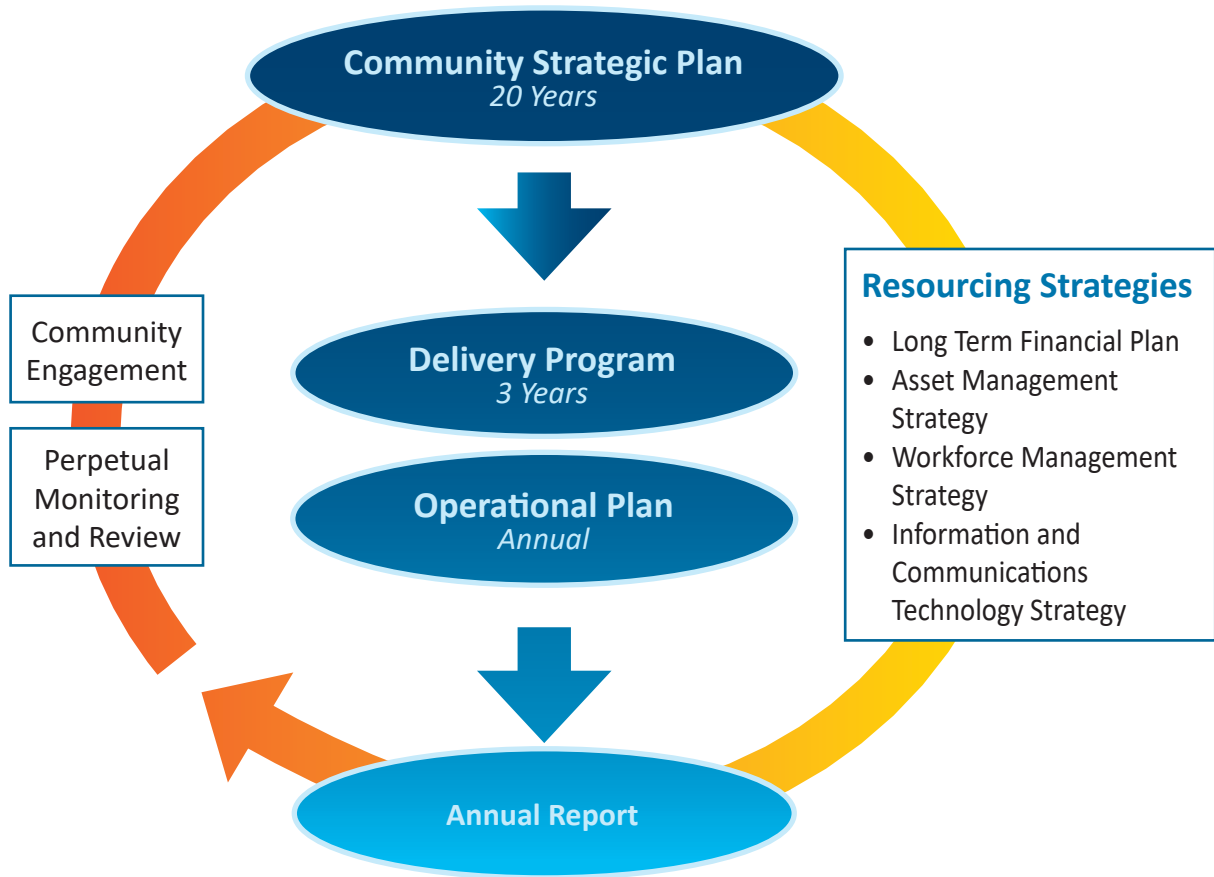 Community Strategic Plan
20 Years
Community
Engagement
Perpetual
Monitoring
and Review
Delivery Program
3 Years
Operational Plan
Annual
Resourcing Strategies
• Long Term Financial Plan
• Asset Management
Strategy
• Workforce Management
Strategy
• Information and
Communications
Technology Strategy
Annual Report